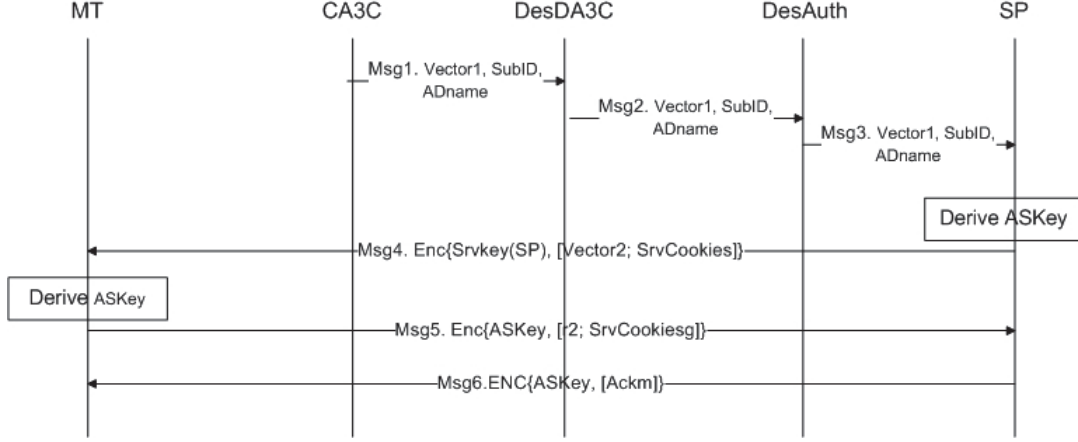 MT CA3C DesDA3C DesAuth SP
Msg1. Vector1, SubID,
ADname
Msg2. Vector1, SubID,
ADname
Msg3. Vector1, SubID,
ADname
Derive ASKey
Msg4. Enc{Srvkey(SP), [Vector2; SrvCookies]}
Derive ASKey
Msg5. Enc{ASKey, [r2; SrvCookiesg]}
Msg6.ENC{ASKey, [Ackm]}